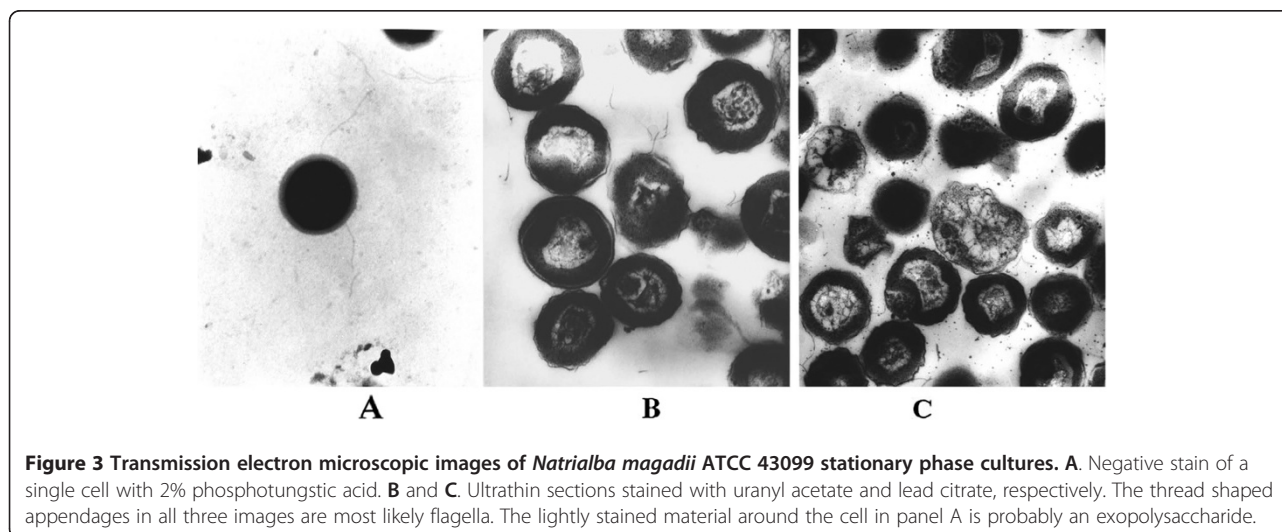 A
B
C
Figure 3 Transmission electron microscopic images of Natrialba magadii ATCC 43099 stationary phase cultures. A. Negative stain of a
single cell with 2% phosphotungstic acid. B and C. Ultrathin sections stained with uranyl acetate and lead citrate, respectively. The thread shaped
appendages in all three images are most likely flagella. The lightly stained material around the cell in panel A is probably an exopolysaccharide.